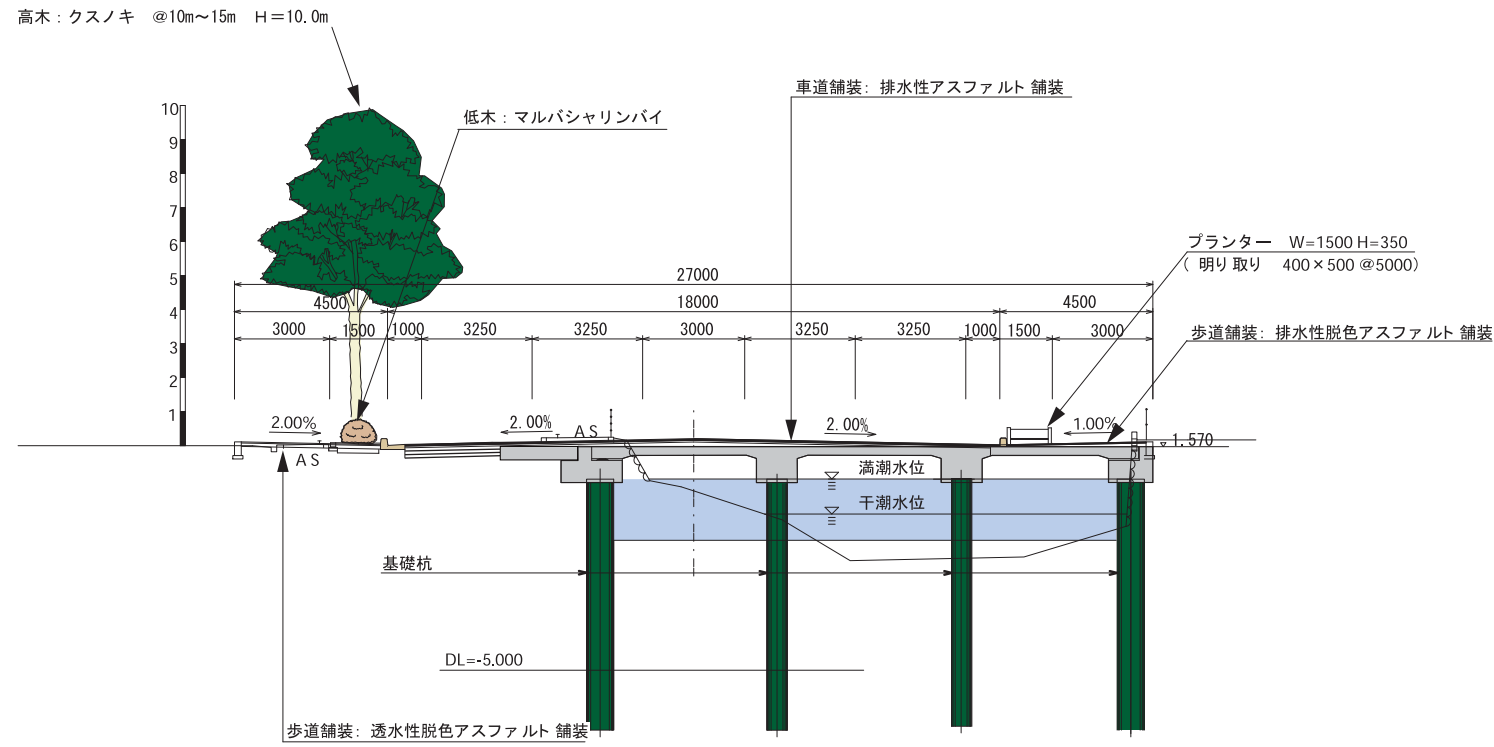 高木：クスノキ　@10m～15m　H＝10.0m
車道舗装：排水性アスファルト舗装
低木：マルバシャリンバイ
10
9
8
7
6
5
4
3
2
1
プランター　W=1500 H=350
（明り取り　400×500 @5000）
27000
4500 18000 4500
3000 1500 1000 3250 3250 3000 3250 3250 1000 1500 3000
歩道舗装：排水性脱色アスファルト舗装
2.00% 2.00% AS 2.00% 1.00%
1.570
AS
満潮水位
干潮水位
基礎杭
DL=-5.000
歩道舗装：透水性脱色アスファルト舗装